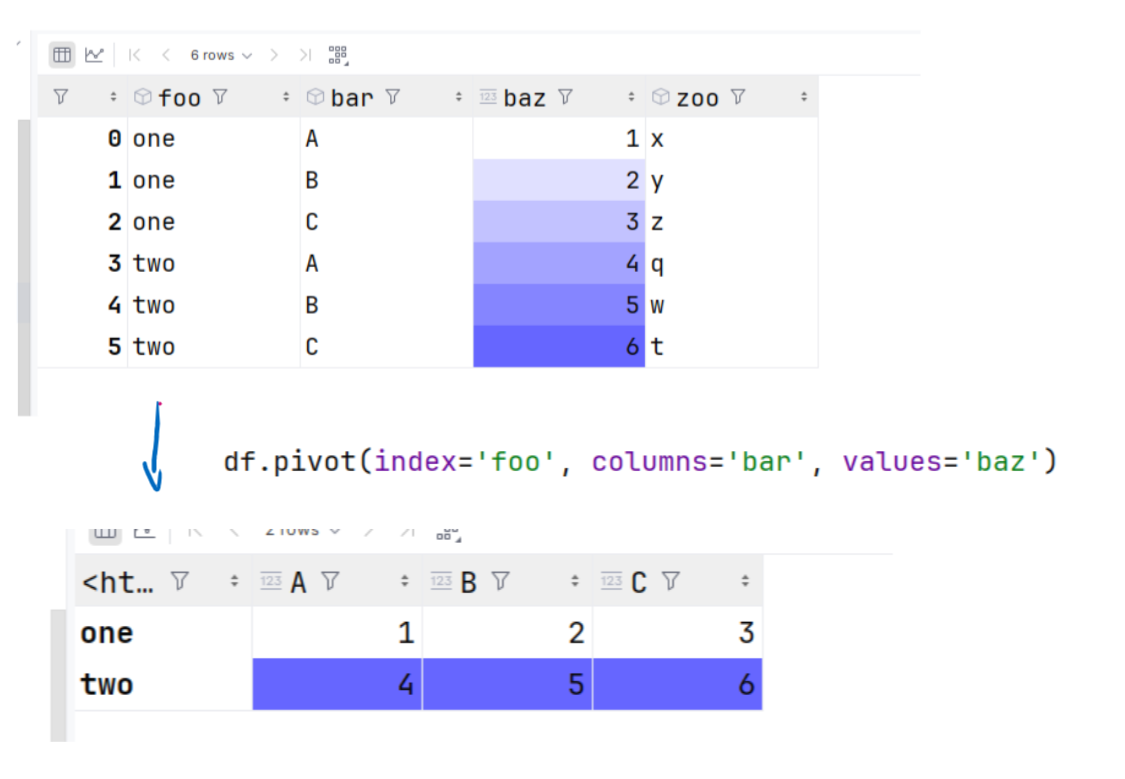 6 rows
foo bar baz zoo
0 one A 1 x
1 one B 2 y
2 one C 3 z
3 two A 4 q
4 two B 5 w
5 two C 6 t
df.pivot(index='foo', columns='bar', values='baz')
2 rows
<ht… A B C
one 1 2 3
two 4 5 6